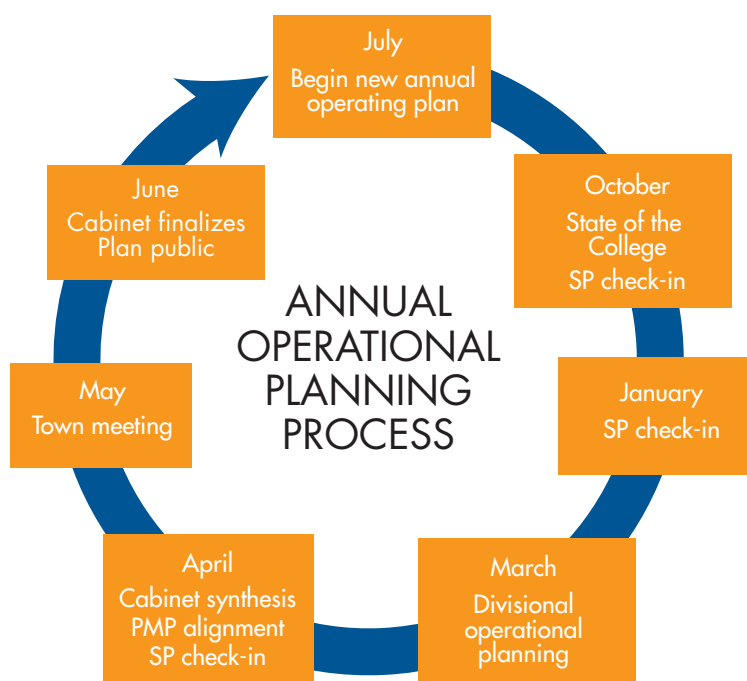 July
Begin new annual
operating plan
October
State of the
College
SP check-in
January
SP check-in
March
Divisional
operational
planning
April
Cabinet synthesis
PMP alignment
SP check-in
May
Town meeting
June
Cabinet finalizes
Plan public
ANNUAL
OPERATIONAL
PLANNING
PROCESS